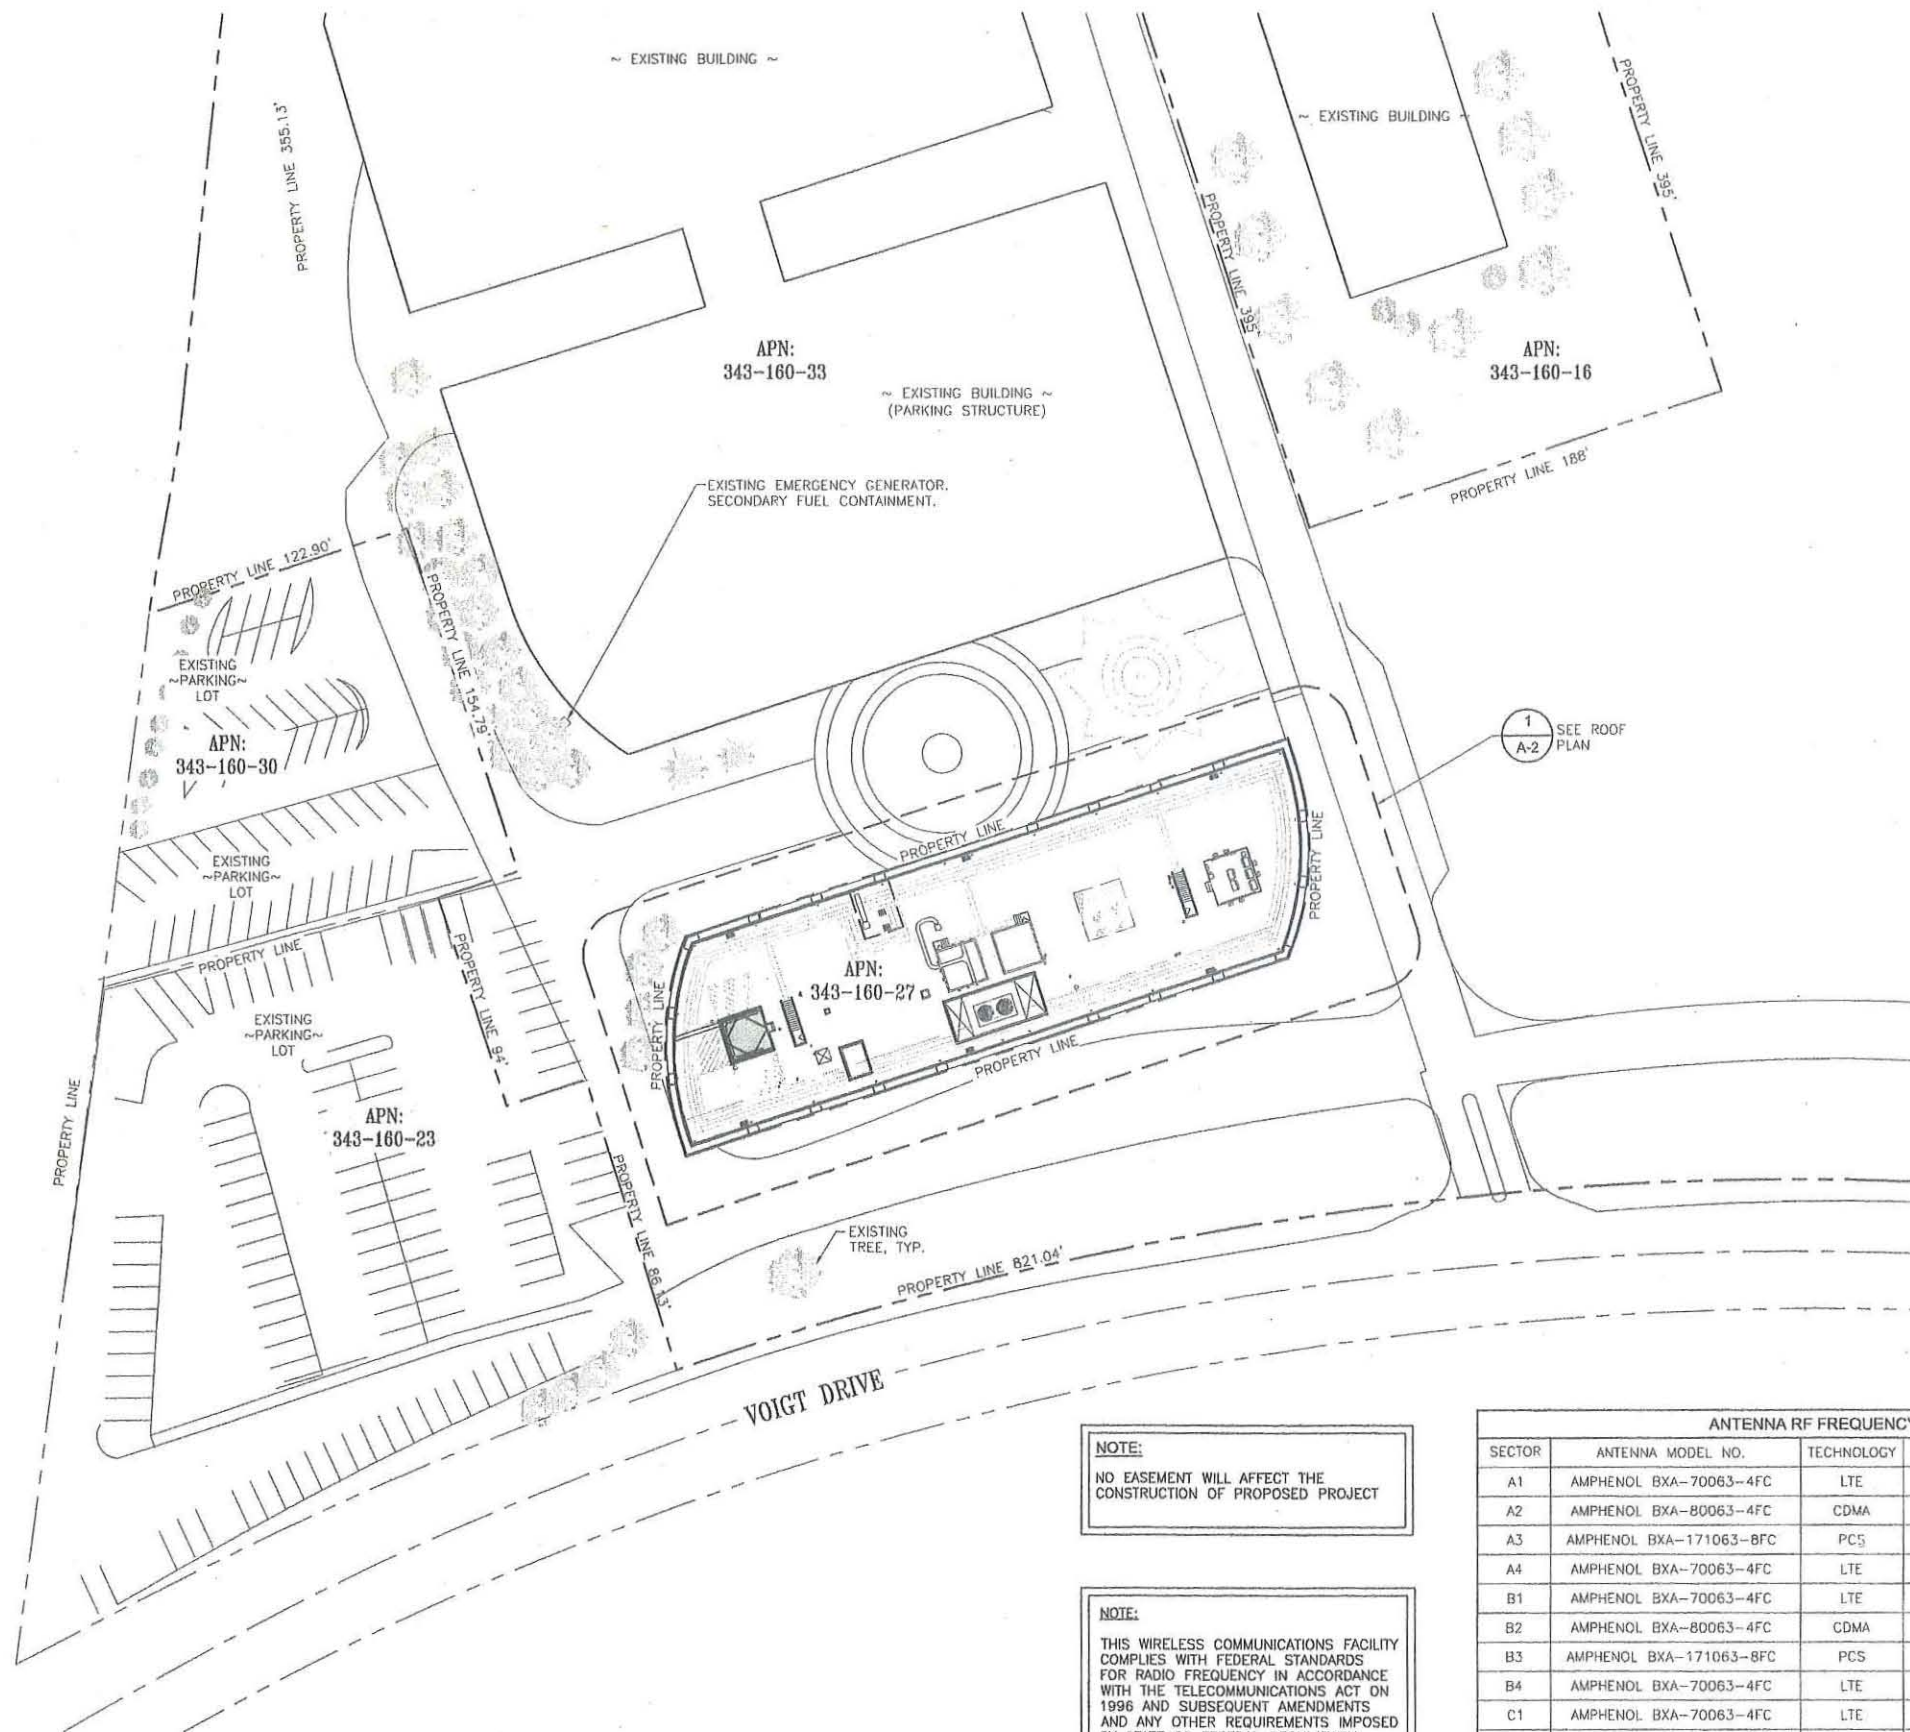 ~ EXISTING BUILDING ~
~ EXISTING BUILDING ~
PROPERTY LINE 355.13'
PROPERTY LINE 395'
PROPERTY LINE 395'
APN:
343-160-33
~ EXISTING BUILDING ~
(PARKING STRUCTURE)
APN:
343-160-16
PROPERTY LINE 188'
EXISTING EMERGENCY GENERATOR.
SECONDARY FUEL CONTAINMENT.
PROPERTY LINE 122.90'
PROPERTY LINE 154.79'
EXISTING
~PARKING~
LOT
APN:
343-160-30
1
A-2
SEE ROOF
PLAN
EXISTING
~PARKING~
LOT
PROPERTY LINE
PROPERTY LINE
PROPERTY LINE
PROPERTY LINE 94'
PROPERTY LINE
APN:
343-160-27
EXISTING
~PARKING~
LOT
PROPERTY LINE
PROPERTY LINE
APN:
343-160-23
PROPERTY LINE 86.13'
EXISTING
TREE, TYP.
PROPERTY LINE 821.04'
VOIGT DRIVE
NOTE:
NO EASEMENT WILL AFFECT THE
CONSTRUCTION OF PROPOSED PROJECT
NOTE:
THIS WIRELESS COMMUNICATIONS FACILITY
COMPLIES WITH FEDERAL STANDARDS
FOR RADIO FREQUENCY IN ACCORDANCE
WITH THE TELECOMMUNICATIONS ACT ON
1996 AND SUBSEQUENT AMENDMENTS
AND ANY OTHER REQUIREMENTS IMPOSED
ANTENNA RF FREQUENCY
SECTOR ANTENNA MODEL NO. TECHNOLOGY
A1 AMPHENOL BXA-70063-4FC LTE
A2 AMPHENOL BXA-80063-4FC CDMA
A3 AMPHENOL BXA-171063-8FC PCS
A4 AMPHENOL BXA-70063-4FC LTE
B1 AMPHENOL BXA-70063-4FC LTE
B2 AMPHENOL BXA-80063-4FC CDMA
B3 AMPHENOL BXA-171063-8FC PCS
B4 AMPHENOL BXA-70063-4FC LTE
C1 AMPHENOL BXA-70063-4FC LTE